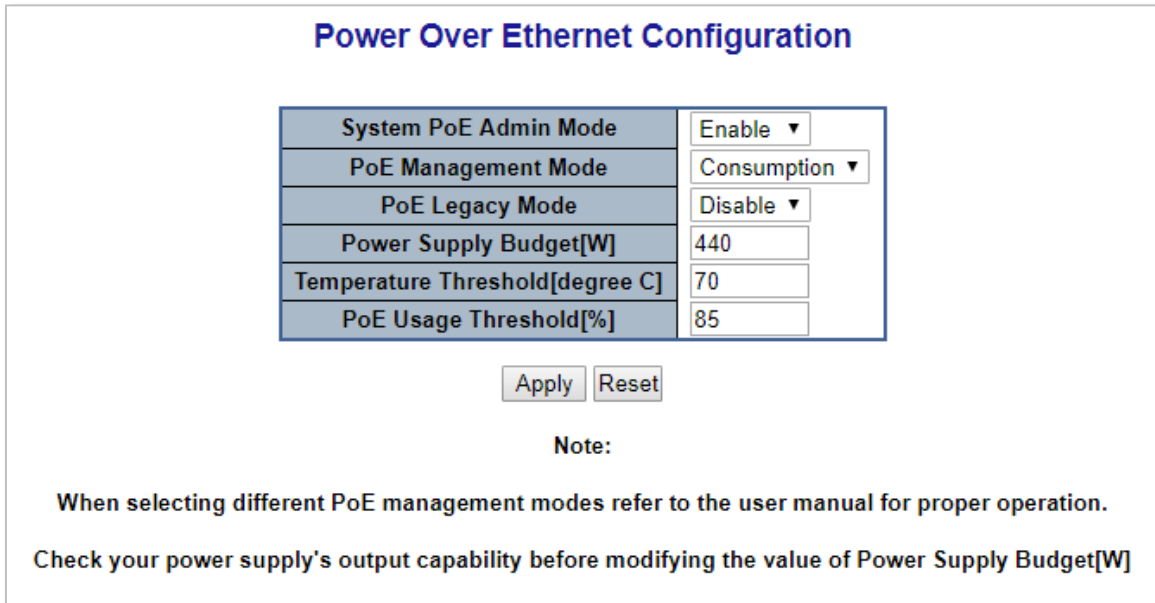 Power Over Ethernet Configuration
System PoE Admin Mode Enable ▼
PoE Management Mode Consumption ▼
PoE Legacy Mode Disable ▼
Power Supply Budget[W] 440
Temperature Threshold[degree C] 70
PoE Usage Threshold[%] 85
Apply Reset
Note:
When selecting different PoE management modes refer to the user manual for proper operation.
Check your power supply's output capability before modifying the value of Power Supply Budget[W]